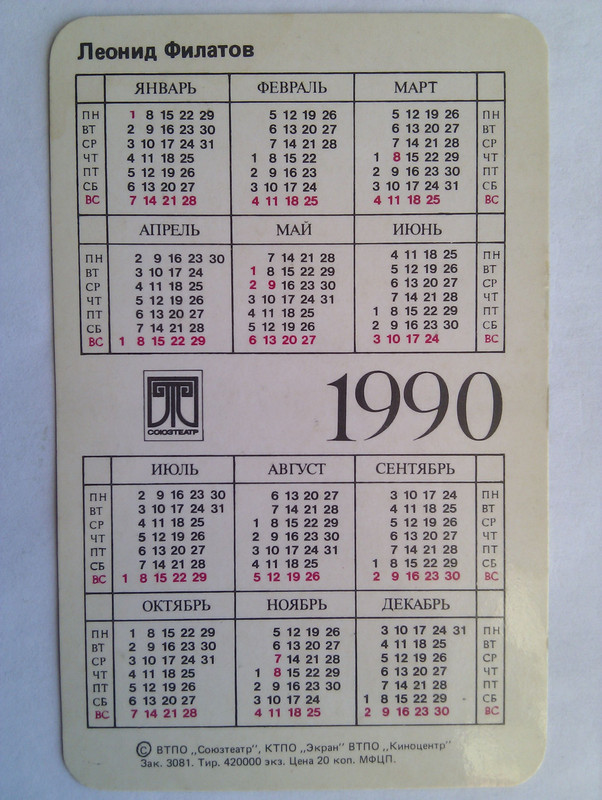 Леонид Филатов
ЯНВАРЬ ФЕВРАЛЬ МАРТ
ПН 1 8 15 22 29 5 12 19 26 5 12 19 26 ПН
ВТ 2 9 16 23 30 6 13 20 27 6 13 20 27 ВТ
СР 3 10 17 24 31 7 14 21 28 7 14 21 28 СР
ЧТ 4 11 18 25 1 8 15 22 1 8 15 22 29 ЧТ
ПТ 5 12 19 26 2 9 16 23 2 9 16 23 30 ПТ
СБ 6 13 20 27 3 10 17 24 3 10 17 24 31 СБ
ВС 7 14 21 28 4 11 18 25 4 11 18 25 ВС
АПРЕЛЬ МАЙ ИЮНЬ
ПН 2 9 16 23 30 7 14 21 28 4 11 18 25 ПН
ВТ 3 10 17 24 1 8 15 22 29 5 12 19 26 ВТ
СР 4 11 18 25 2 9 16 23 30 6 13 20 27 СР
ЧТ 5 12 19 26 3 10 17 24 31 7 14 21 28 ЧТ
ПТ 6 13 20 27 4 11 18 25 1 8 15 22 29 ПТ
СБ 7 14 21 28 5 12 19 26 2 9 16 23 30 СБ
ВС 1 8 15 22 29 6 13 20 27 3 10 17 24 ВС
СОЮЗТЕАТР
1990
ИЮЛЬ АВГУСТ СЕНТЯБРЬ
ПН 2 9 16 23 30 6 13 20 27 3 10 17 24 ПН
ВТ 3 10 17 24 31 7 14 21 28 4 11 18 25 ВТ
СР 4 11 18 25 1 8 15 22 29 5 12 19 26 СР
ЧТ 5 12 19 26 2 9 16 23 30 6 13 20 27 ЧТ
ПТ 6 13 20 27 3 10 17 24 31 7 14 21 28 ПТ
СБ 7 14 21 28 4 11 18 25 1 8 15 22 29 СБ
ВС 1 8 15 22 29 5 12 19 26 2 9 16 23 30 ВС
ОКТЯБРЬ НОЯБРЬ ДЕКАБРЬ
ПН 1 8 15 22 29 5 12 19 26 3 10 17 24 31 ПН
ВТ 2 9 16 23 30 6 13 20 27 4 11 18 25 ВТ
СР 3 10 17 24 31 7 14 21 28 5 12 19 26 СР
ЧТ 4 11 18 25 1 8 15 22 29 6 13 20 27 ЧТ
ПТ 5 12 19 26 2 9 16 23 30 7 14 21 28 ПТ
СБ 6 13 20 27 3 10 17 24 1 8 15 22 29 СБ
ВС 7 14 21 28 4 11 18 25 2 9 16 23 30 ВС
© ВТПО „Союзтеатр", КТПО „Экран" ВТПО „Киноцентр"
Зак. 3081. Тир. 420000 экз. Цена 20 коп. МФЦП.